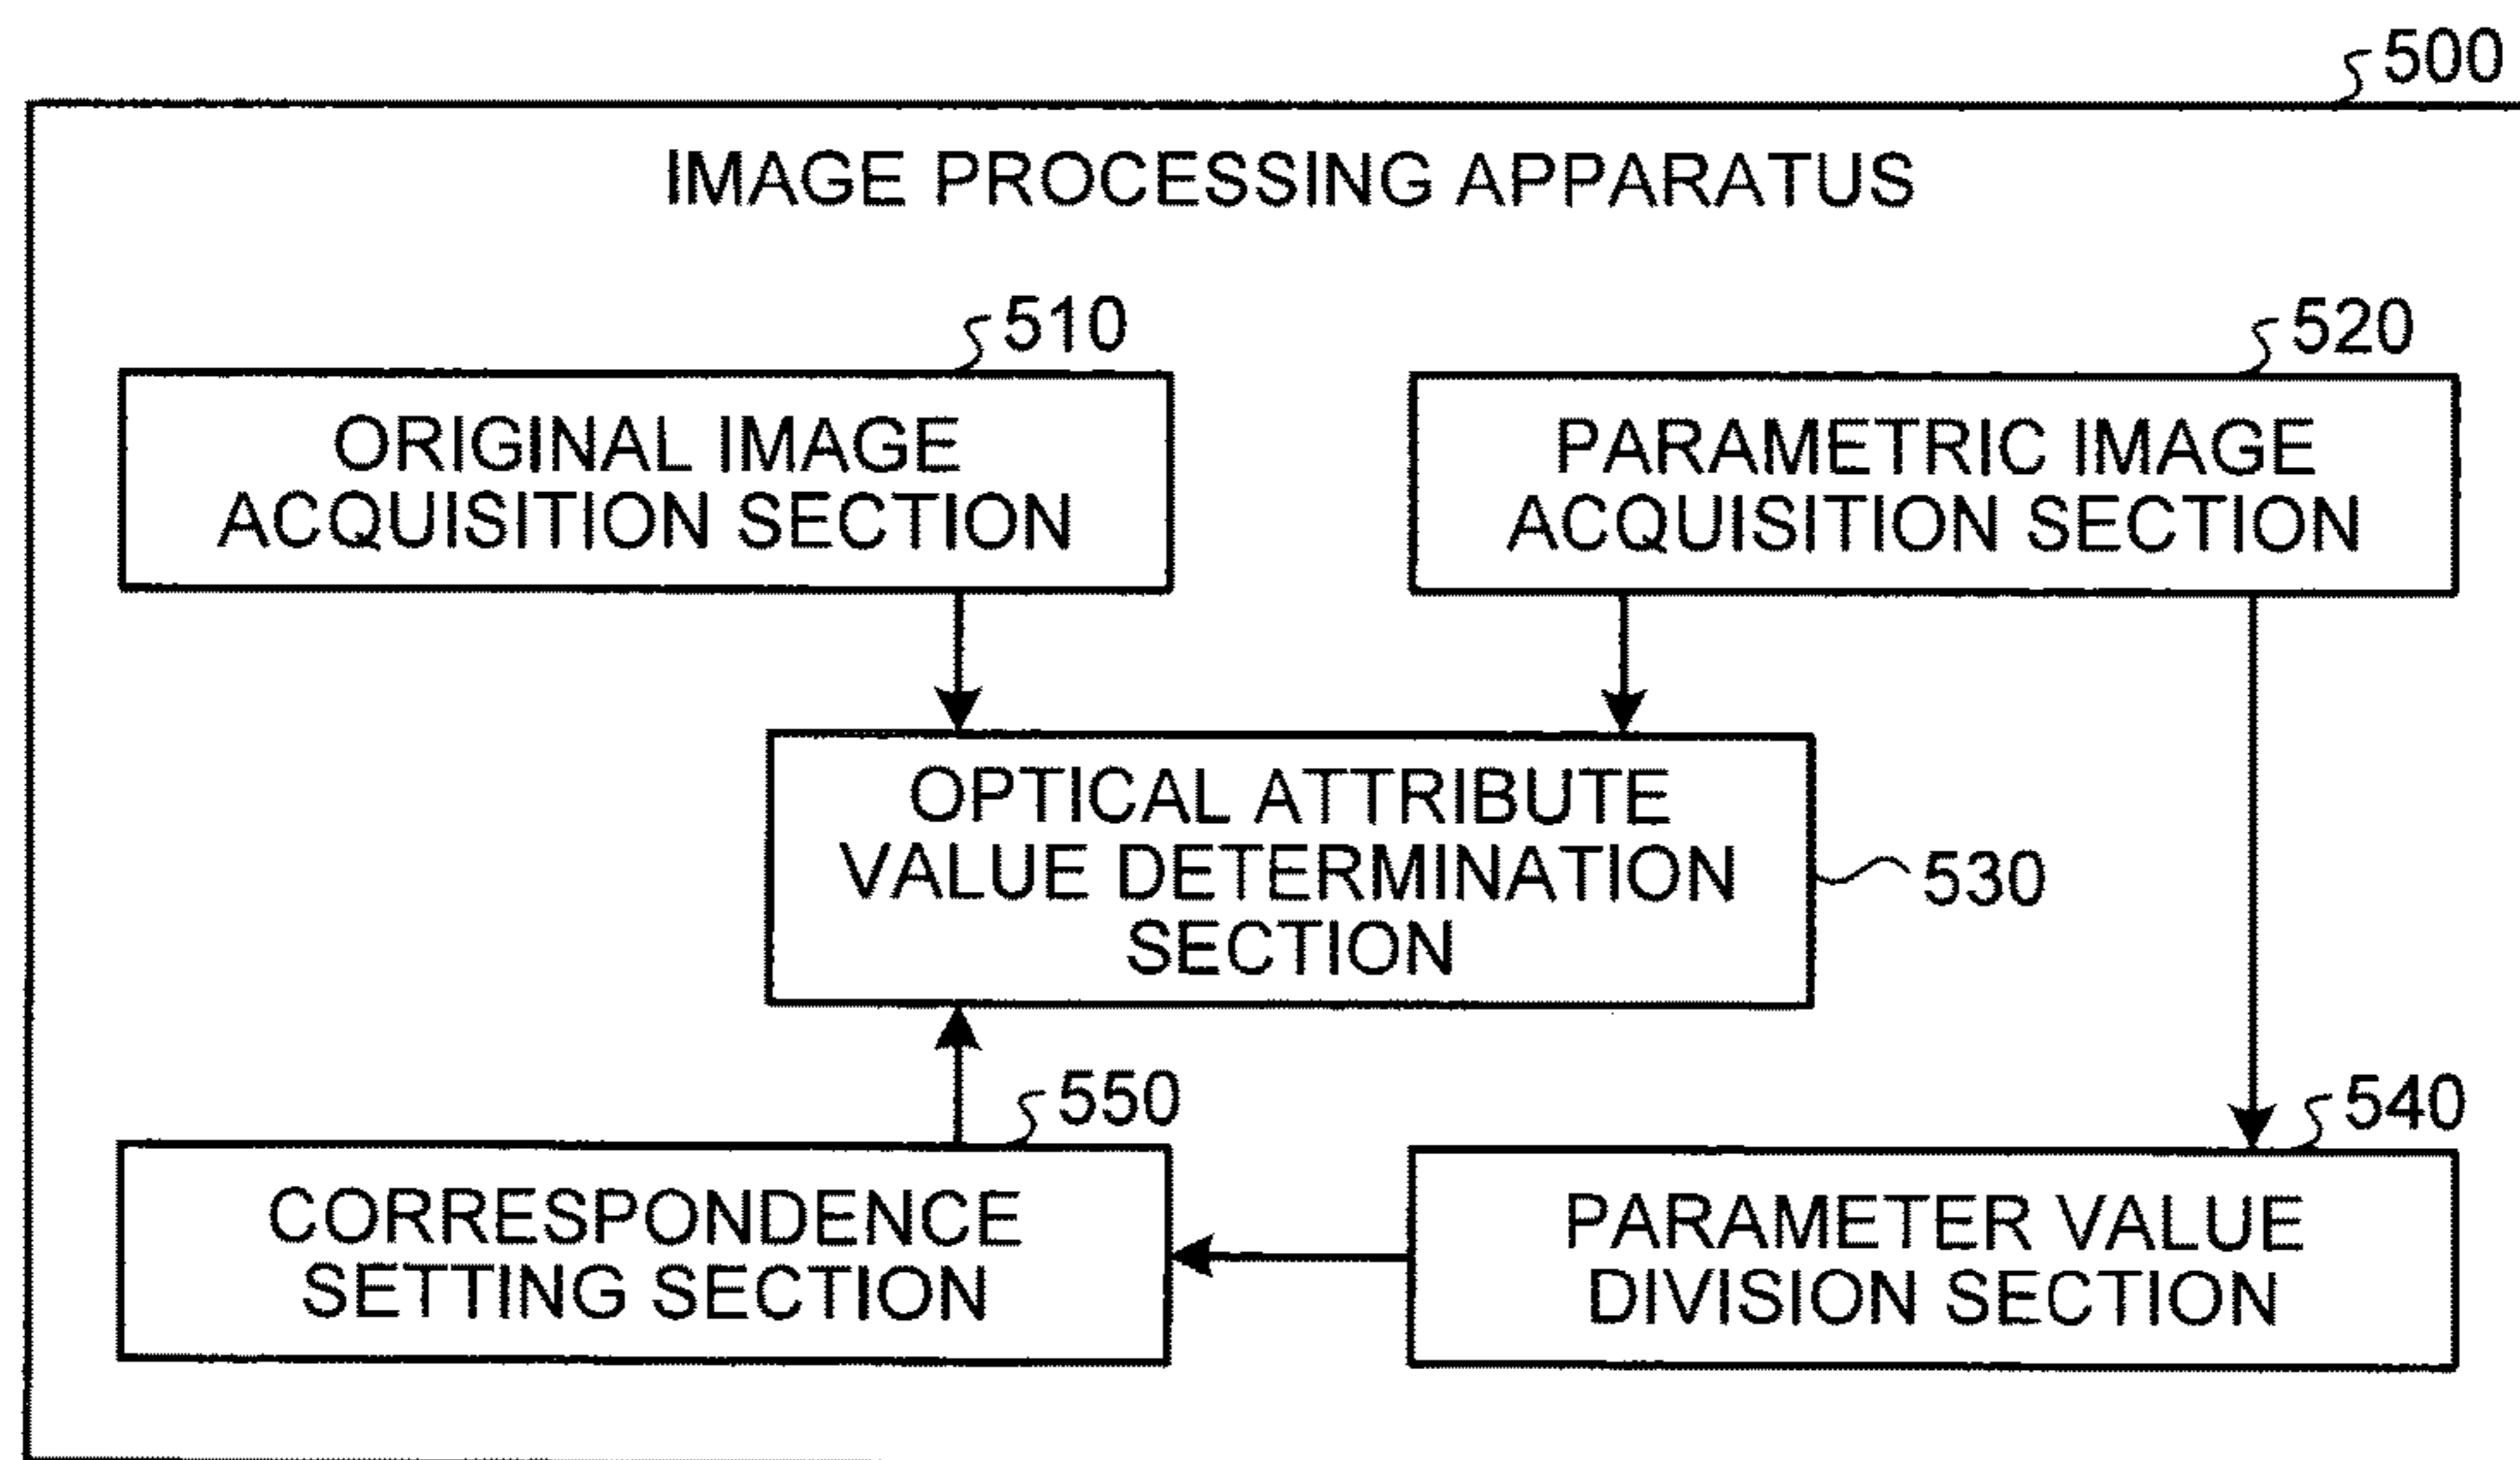 500
IMAGE PROCESSING APPARATUS
510
520
ORIGINAL IMAGE
ACQUISITION SECTION
PARAMETRIC IMAGE
ACQUISITION SECTION
OPTICAL ATTRIBUTE
VALUE DETERMINATION
SECTION
530
550
540
CORRESPONDENCE
SETTING SECTION
PARAMETER VALUE
DIVISION SECTION